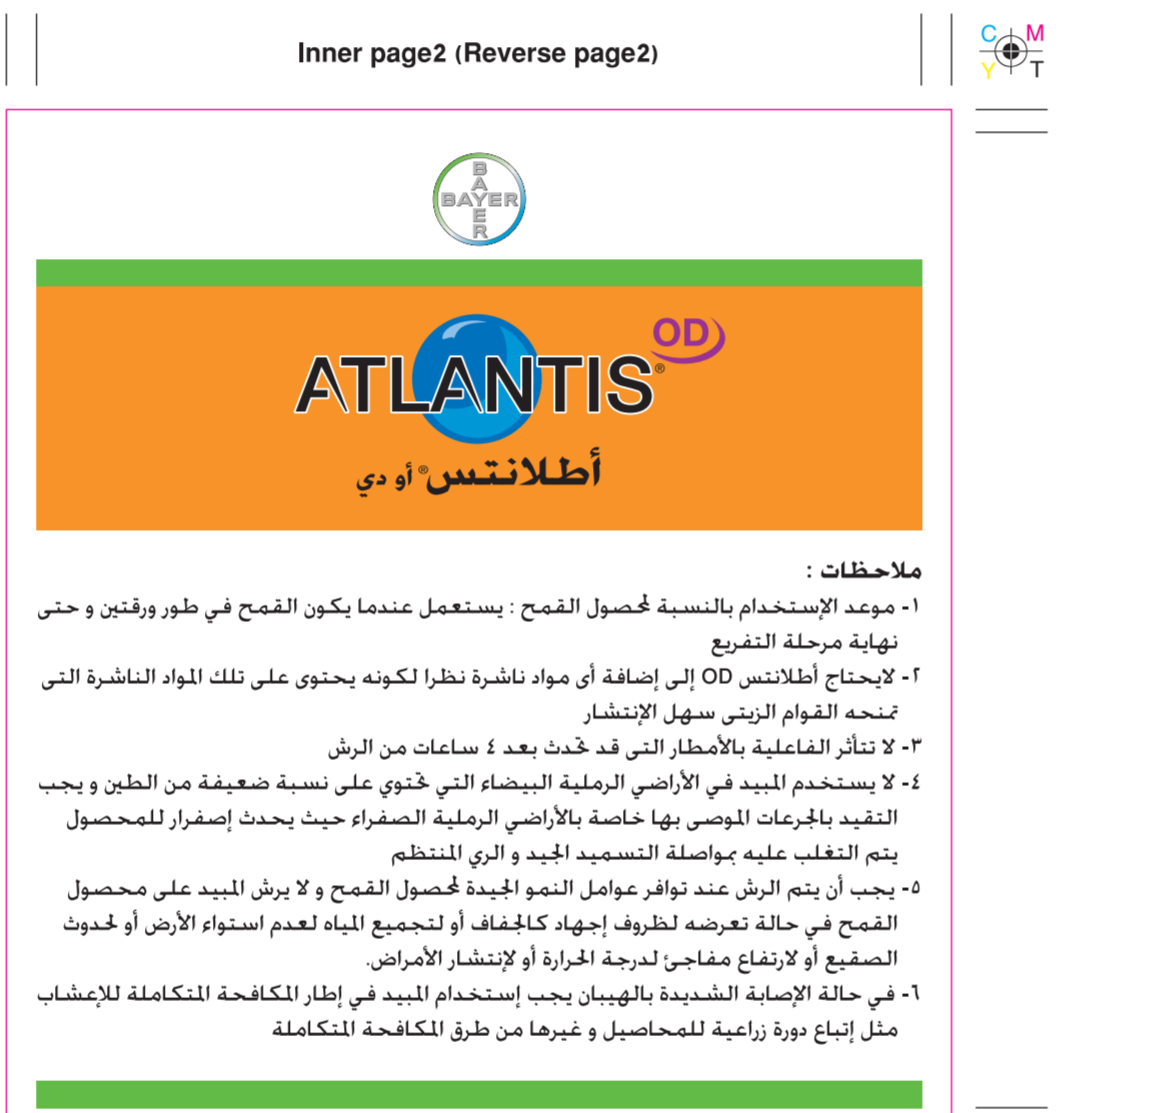 Inner page2 (Reverse page2)
C M
Y T
BAYER
BAYER
ATLANTIS® OD
أطلانتس® أو دي
ملاحظات :
١- موعد الإستخدام بالنسبة لمحصول القمح : يستعمل عندما يكون القمح في طور ورقتين و حتى
نهاية مرحلة التفريع
٢- لايحتاج أطلانتس OD إلى إضافة أى مواد ناشرة نظرا لكونه يحتوى على تلك المواد الناشرة التى
تمنحه القوام الزيتى سهل الإنتشار
٣- لا تتأثر الفاعلية بالأمطار التى قد تحدث بعد ٤ ساعات من الرش
٤- لا يستخدم المبيد في الأراضي الرملية البيضاء التي تحتوي على نسبة ضعيفة من الطين و يجب
التقيد بالجرعات الموصى بها خاصة بالأراضي الرملية الصفراء حيث يحدث إصفرار للمحصول
يتم التغلب عليه بمواصلة التسميد الجيد و الري المنتظم
٥- يجب أن يتم الرش عند توافر عوامل النمو الجيدة لمحصول القمح و لا يرش المبيد على محصول
القمح في حالة تعرضه لظروف إجهاد كالجفاف أو لتجميع المياه لعدم استواء الأرض أو لحدوث
الصقيع أو لارتفاع مفاجئ لدرجة الحرارة أو لإنتشار الأمراض.
٦- في حالة الإصابة الشديدة بالهيبان يجب إستخدام المبيد في إطار المكافحة المتكاملة للإعشاب
مثل إتباع دورة زراعية للمحاصيل و غيرها من طرق المكافحة المتكاملة